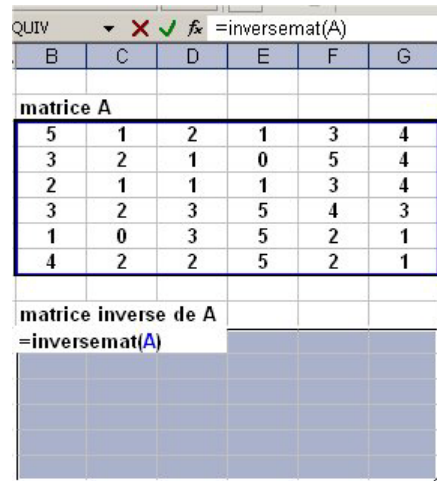 QUIV fx =inversemat(A)
B C D E F G
matrice A
5 1 2 1 3 4
3 2 1 0 5 4
2 1 1 1 3 4
3 2 3 5 4 3
1 0 3 5 2 1
4 2 2 5 2 1
matrice inverse de A
=inversemat(A)